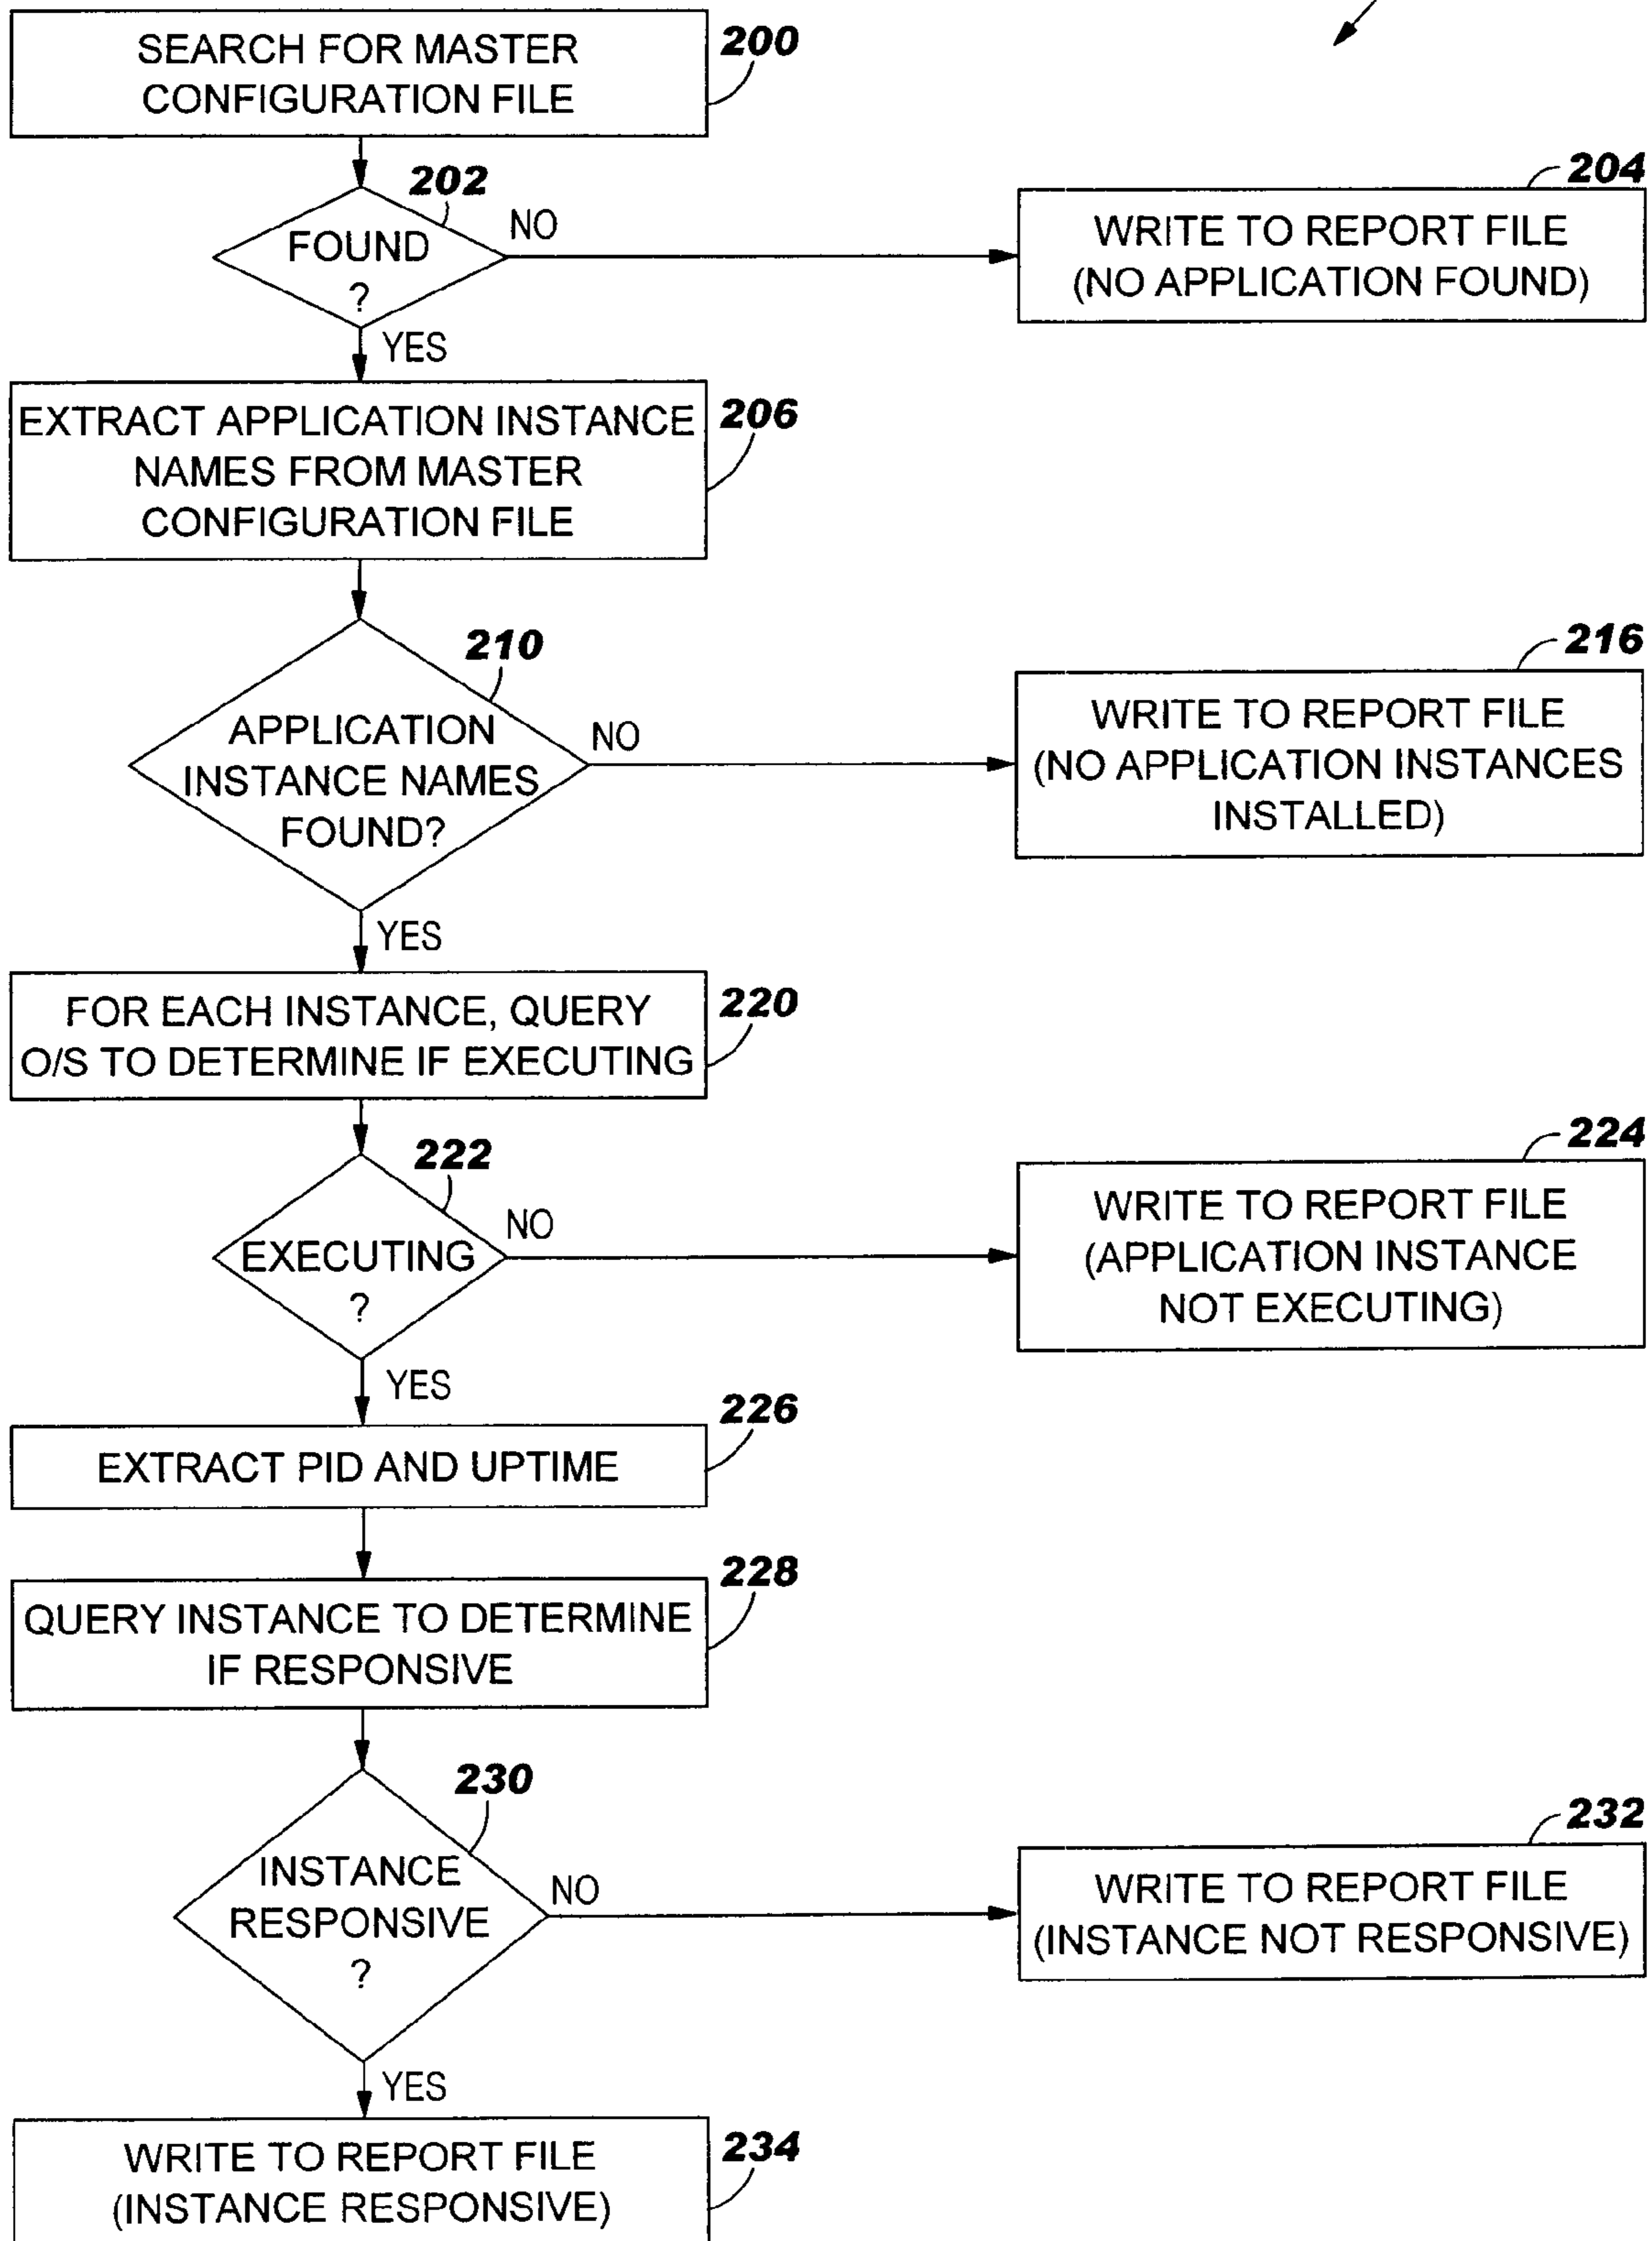 SEARCH FOR MASTER
CONFIGURATION FILE
200
202
FOUND
?
NO
204
WRITE TO REPORT FILE
(NO APPLICATION FOUND)
YES
EXTRACT APPLICATION INSTANCE
NAMES FROM MASTER
CONFIGURATION FILE
206
210
APPLICATION
INSTANCE NAMES
FOUND?
NO
216
WRITE TO REPORT FILE
(NO APPLICATION INSTANCES
INSTALLED)
YES
FOR EACH INSTANCE, QUERY
O/S TO DETERMINE IF EXECUTING
220
222
EXECUTING
?
NO
224
WRITE TO REPORT FILE
(APPLICATION INSTANCE
NOT EXECUTING)
YES
EXTRACT PID AND UPTIME
226
QUERY INSTANCE TO DETERMINE
IF RESPONSIVE
228
230
INSTANCE
RESPONSIVE
?
NO
232
WRITE TO REPORT FILE
(INSTANCE NOT RESPONSIVE)
YES
WRITE TO REPORT FILE
(INSTANCE RESPONSIVE)
234